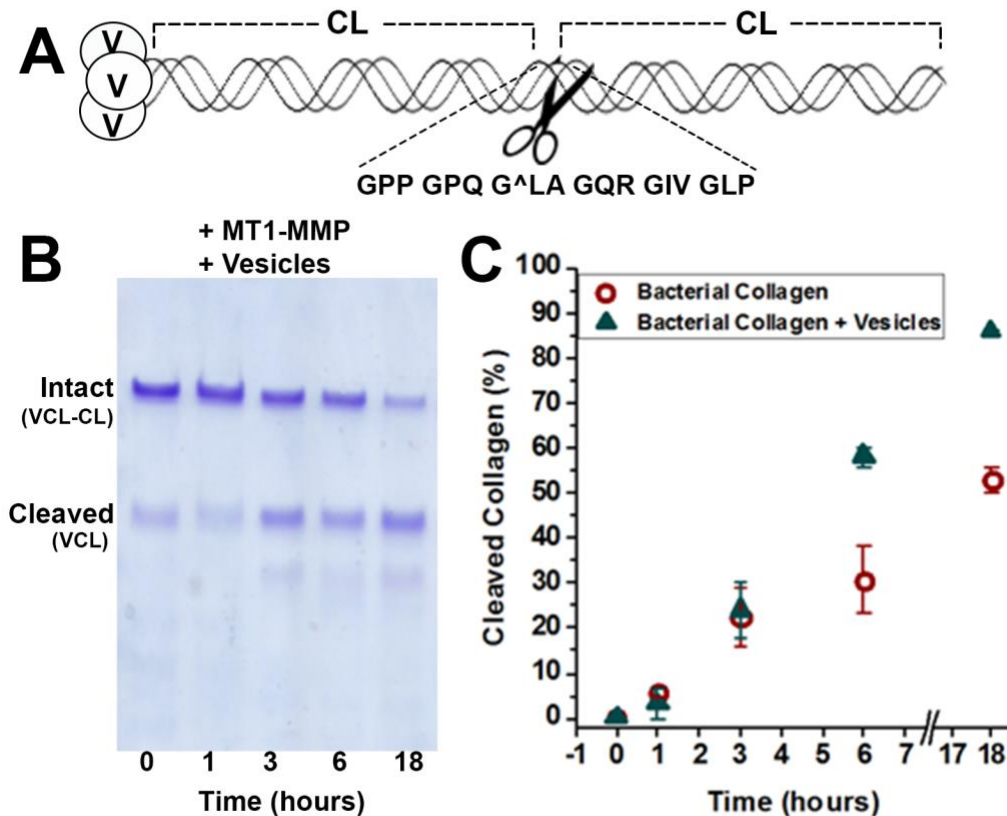 A
CL
CL
V
V
V
GPP GPQ G^LA GQR GIV GLP
B
+ MT1-MMP
+ Vesicles
Intact
(VCL-CL)
Cleaved
(VCL)
0 1 3 6 18
Time (hours)
C
Bacterial Collagen
Bacterial Collagen + Vesicles
Cleaved Collagen (%)
100
90
80
70
60
50
40
30
20
10
0
-1 0 1 2 3 4 5 6 7 17 18
Time (hours)